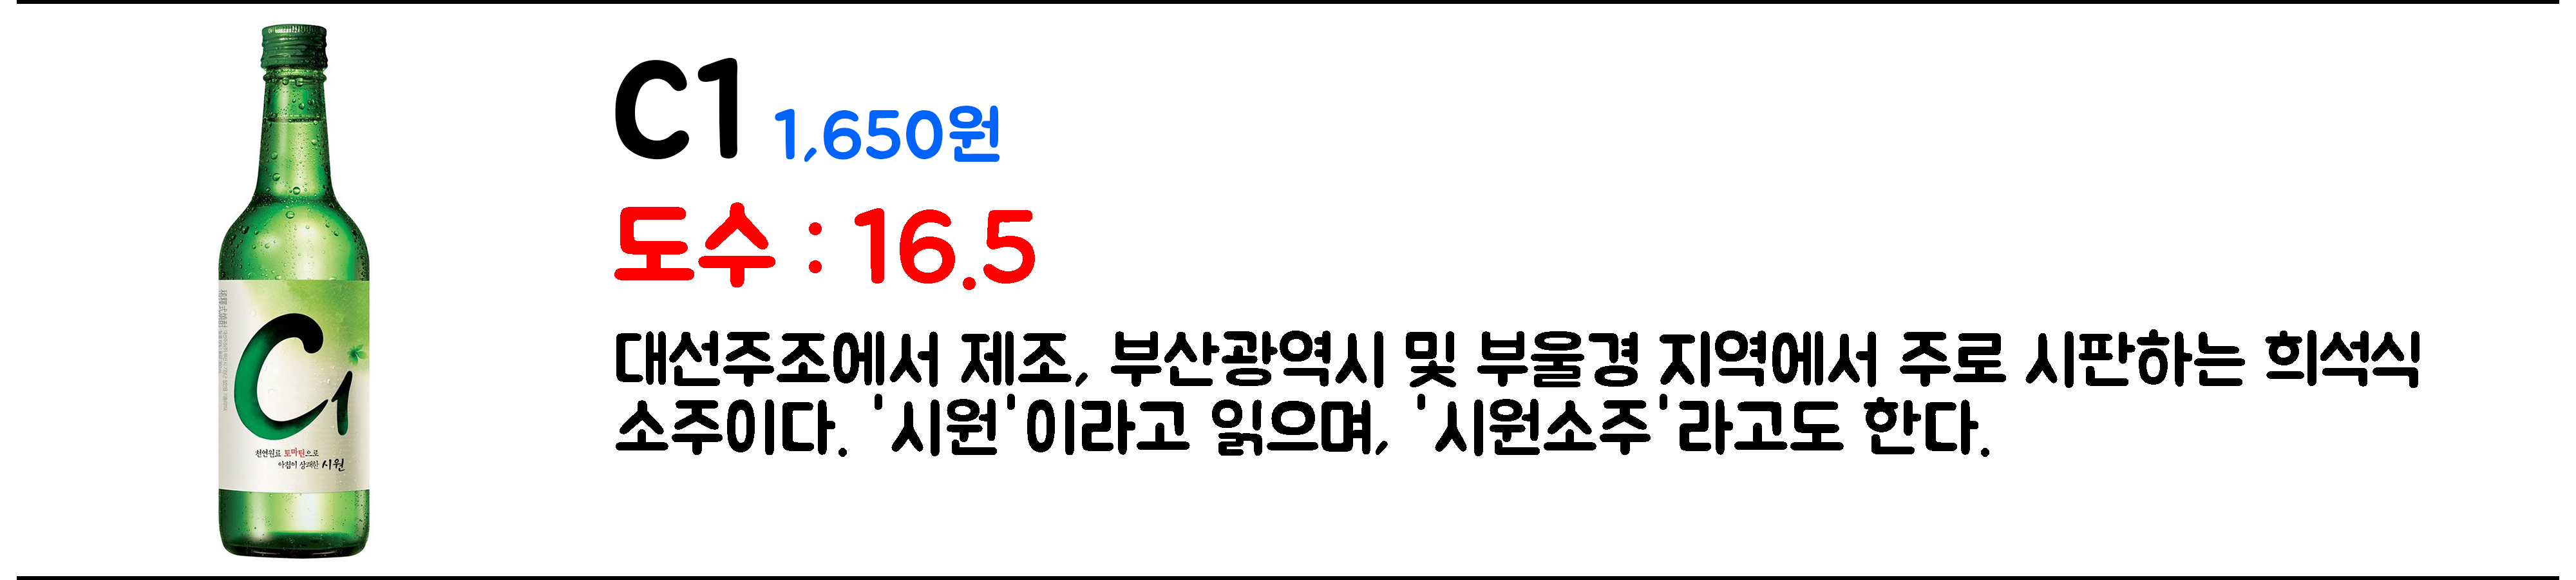 C1 1,650원
도수 : 16.5
대선주조에서 제조, 부산광역시 및 부울경 지역에서 주로 시판하는 희석식
소주이다. '시원'이라고 읽으며, '시원소주'라고도 한다.
C1
천연원료 토마틴으로
아침이 상쾌한 시원